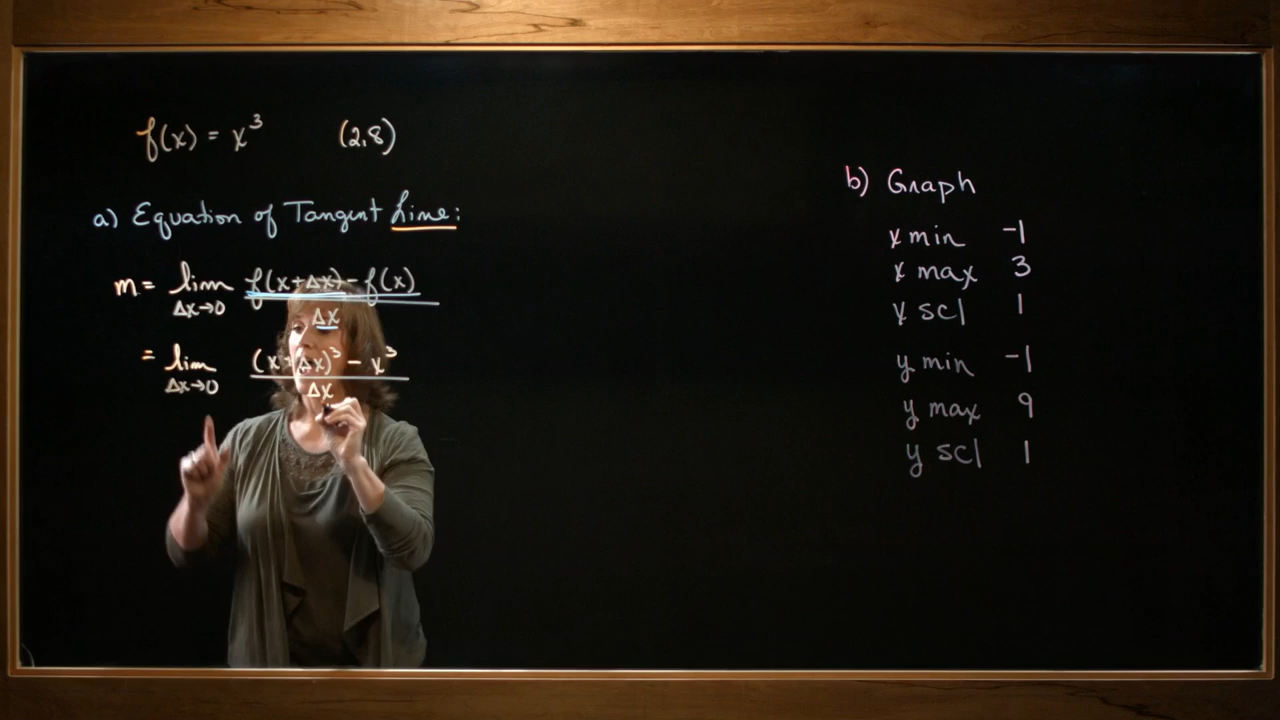 f(x) = x³ (2,8)
a) Equation of Tangent Line:
m = lim f(x+Δx) - f(x)
Δx→0 Δx
= lim (x+Δx)³ - x³
Δx→0 Δx
b) Graph
x min -1
x max 3
x scl 1
y min -1
y max 9
y scl 1